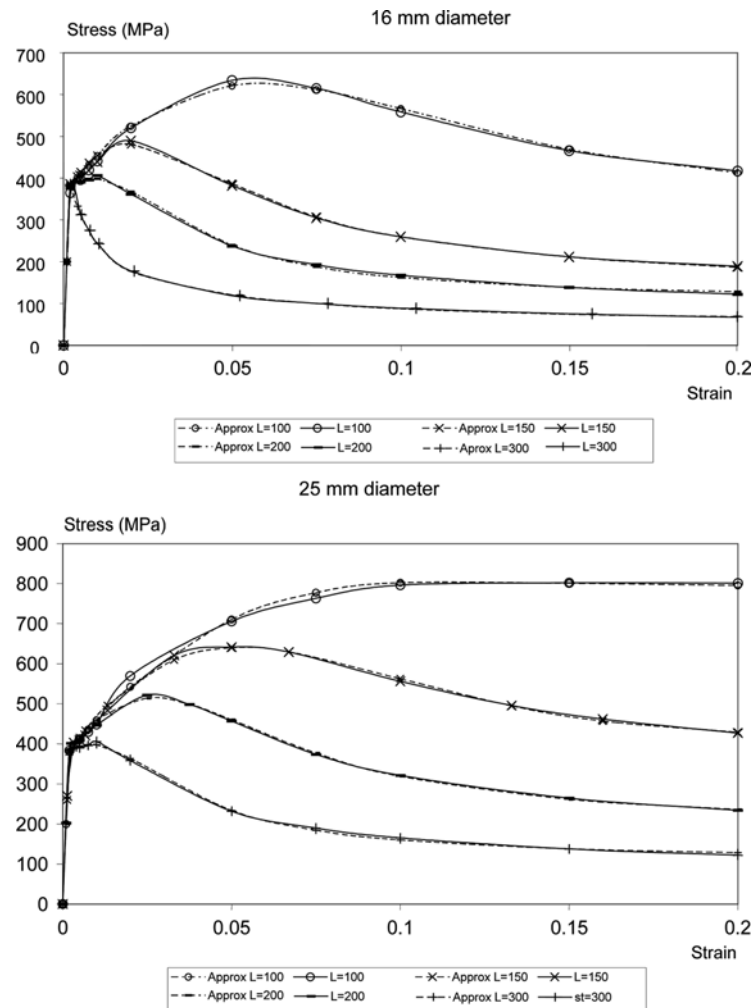 16 mm diameter
Stress (MPa)
700
600
500
400
300
200
100
0
0 0.05 0.1 0.15 0.2
Strain
Approx L=100 L=100 Approx L=150 L=150
Approx L=200 L=200 Aprox L=300 L=300
25 mm diameter
Stress (MPa)
900
800
700
600
500
400
300
200
100
0
0 0.05 0.1 0.15 0.2
Strain
Approx L=100 L=100 Approx L=150 L=150
Approx L=200 L=200 Approx L=300 st=300